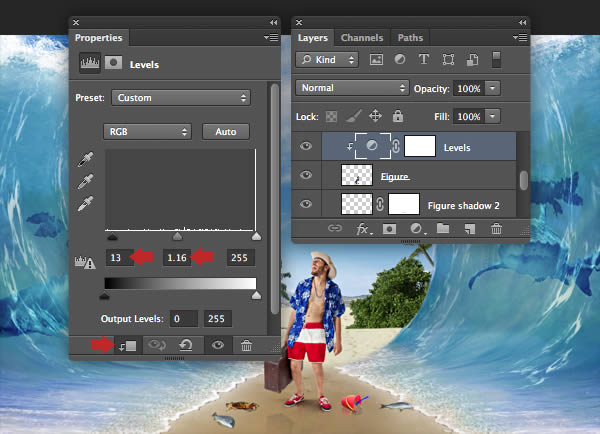 Properties
Levels
Preset: Custom
RGB Auto
13 1.16 255
Output Levels: 0 255
Layers Channels Paths
Kind T
Normal Opacity: 100%
Lock: Fill: 100%
Levels
Figure
Figure shadow 2
fx